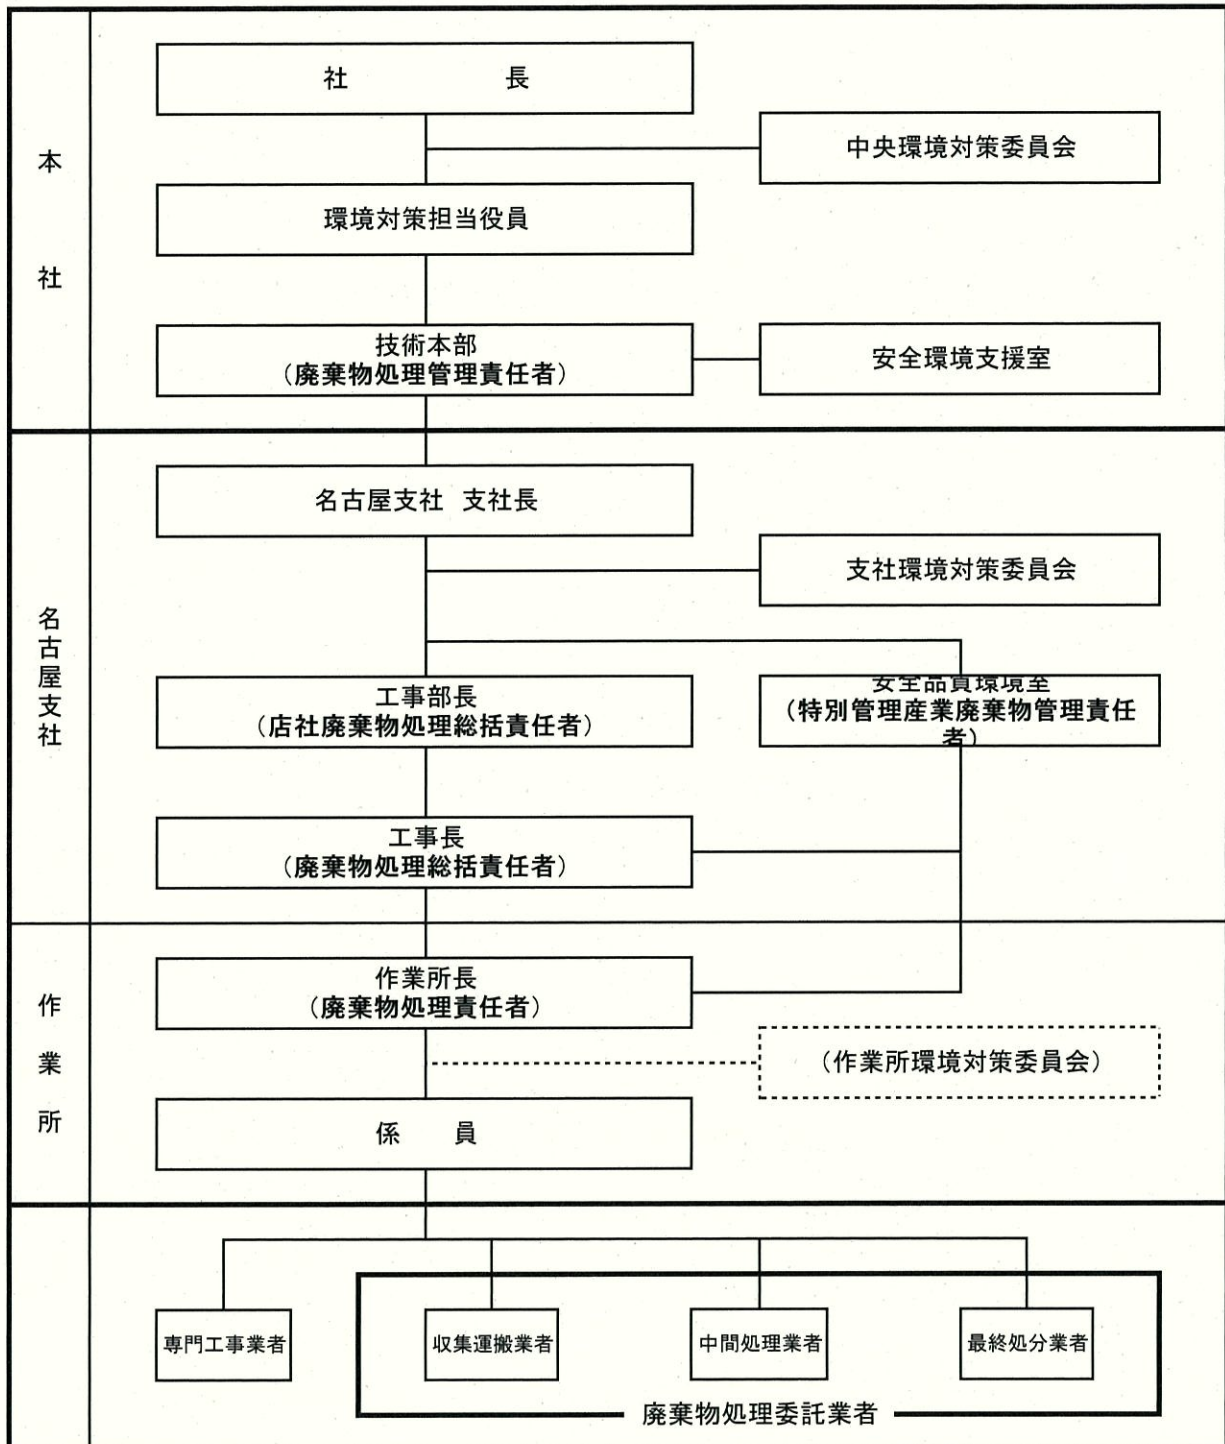 本社
社 長
中央環境対策委員会
環境対策担当役員
技術本部
（廃棄物処理管理責任者）
安全環境支援室
名古屋支社
名古屋支社 支社長
支社環境対策委員会
工事部長
（店社廃棄物処理総括責任者）
安全品質環境室
（特別管理産業廃棄物管理責任
者）
工事長
（廃棄物処理総括責任者）
作業所
作業所長
（廃棄物処理責任者）
（作業所環境対策委員会）
係 員
専門工事業者
収集運搬業者
中間処理業者
最終処分業者
廃棄物処理委託業者